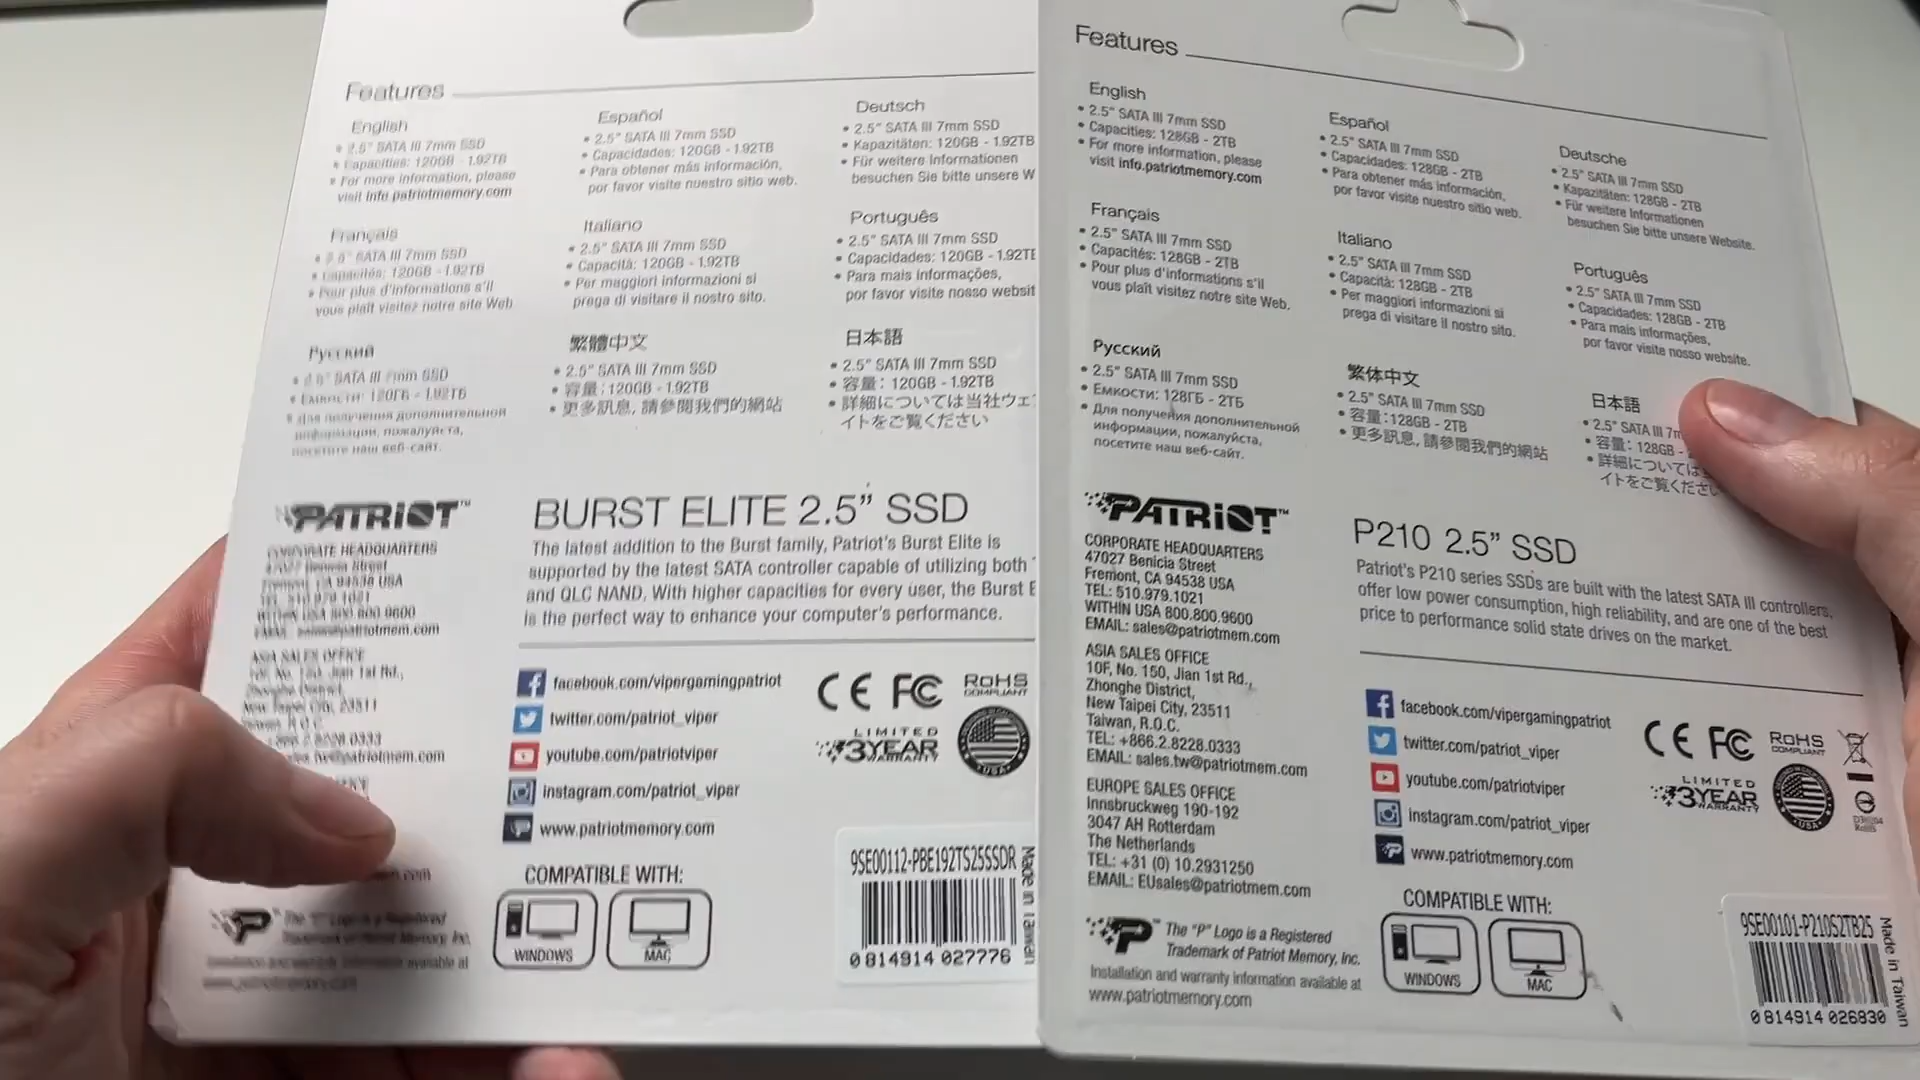 Features
English
• 2.5" SATA III 7mm SSD
• Capacities: 120GB - 1.92TB
• For more information, please
visit info.patriotmemory.com
Español
• 2.5" SATA III 7mm SSD
• Capacidades: 120GB - 1.92TB
• Para obtener más información,
por favor visite nuestro sitio web.
Deutsch
• 2.5" SATA III 7mm SSD
• Kapazitäten: 120GB - 1.92TB
• Für weitere Informationen
besuchen Sie bitte unsere W
Français
• 2.5" SATA III 7mm SSD
• Capacités: 120GB - 1.92TB
• Pour plus d'informations s'il
vous plaît visitez notre site Web.
Italiano
• 2.5" SATA III 7mm SSD
• Capacità: 120GB - 1.92TB
• Per maggiori informazioni si
prega di visitare il nostro sito.
Português
• 2.5" SATA III 7mm SSD
• Capacidades: 120GB - 1.92TB
• Para mais informações,
por favor visite nosso websit
Русский
• 2.5" SATA III 7mm SSD
• Емкости: 120ГБ - 1.92ТБ
• Для получения дополнительной
информации, пожалуйста,
посетите наш веб-сайт.
繁體中文
• 2.5" SATA III 7mm SSD
• 容量：120GB - 1.92TB
• 更多訊息, 請參閱我們的網站
日本語
• 2.5" SATA III 7mm SSD
• 容量：120GB - 1.92TB
• 詳細については当社ウェ
イトをご覧ください
PATRIOT™
CORPORATE HEADQUARTERS
47027 Benicia Street
Fremont, CA 94538 USA
TEL: 510.979.1021
WITHIN USA 800.800.9600
EMAIL: sales@patriotmem.com
ASIA SALES OFFICE
10F, No. 150, Jian 1st Rd.,
Zhonghe District,
New Taipei City, 23511
Taiwan, R.O.C.
+866.2.8228.0333
sales.tw@patriotmem.com
BURST ELITE 2.5" SSD
The latest addition to the Burst family, Patriot's Burst Elite is
supported by the latest SATA controller capable of utilizing both
and QLC NAND. With higher capacities for every user, the Burst E
is the perfect way to enhance your computer's performance.
facebook.com/vipergamingpatriot
twitter.com/patriot_viper
youtube.com/patriotviper
instagram.com/patriot_viper
www.patriotmemory.com
CE FC RoHS
COMPLIANT
LIMITED
3YEAR
WARRANTY
USA
COMPATIBLE WITH:
WINDOWS
MAC
9SE00112-PBE192TS25SSDR
Made in Taiwan
0 814914 027776
P™ The "P" Logo is a Registered
Trademark of Patriot Memory, Inc.
Installation and warranty information available at
www.patriotmemory.com
Features
English
• 2.5" SATA III 7mm SSD
• Capacities: 128GB - 2TB
• For more information, please
visit info.patriotmemory.com
Español
• 2.5" SATA III 7mm SSD
• Capacidades: 128GB - 2TB
• Para obtener más información,
por favor visite nuestro sitio web.
Deutsche
• 2.5" SATA III 7mm SSD
• Kapazitäten: 128GB - 2TB
• Für weitere Informationen
besuchen Sie bitte unsere Website.
Français
• 2.5" SATA III 7mm SSD
• Capacités: 128GB - 2TB
• Pour plus d'informations s'il
vous plaît visitez notre site Web.
Italiano
• 2.5" SATA III 7mm SSD
• Capacità: 128GB - 2TB
• Per maggiori informazioni si
prega di visitare il nostro sito.
Português
• 2.5" SATA III 7mm SSD
• Capacidades: 128GB - 2TB
• Para mais informações,
por favor visite nosso website.
Русский
• 2.5" SATA III 7mm SSD
• Емкости: 128ГБ - 2ТБ
• Для получения дополнительной
информации, пожалуйста,
посетите наш веб-сайт.
繁体中文
• 2.5" SATA III 7mm SSD
• 容量：128GB - 2TB
• 更多訊息, 請參閱我們的網站
日本語
• 2.5" SATA III 7m
• 容量：128GB -
• 詳細については
イトをご覧くださ
PATRIOT™
CORPORATE HEADQUARTERS
47027 Benicia Street
Fremont, CA 94538 USA
TEL: 510.979.1021
WITHIN USA 800.800.9600
EMAIL: sales@patriotmem.com
ASIA SALES OFFICE
10F, No. 150, Jian 1st Rd.,
Zhonghe District,
New Taipei City, 23511
Taiwan, R.O.C.
TEL: +866.2.8228.0333
EMAIL: sales.tw@patriotmem.com
EUROPE SALES OFFICE
Innsbruckweg 190-192
3047 AH Rotterdam
The Netherlands
TEL: +31 (0) 10.2931250
EMAIL: EUsales@patriotmem.com
P210 2.5" SSD
Patriot's P210 series SSDs are built with the latest SATA III controllers,
offer low power consumption, high reliability, and are one of the best
price to performance solid state drives on the market.
facebook.com/vipergamingpatriot
twitter.com/patriot_viper
youtube.com/patriotviper
instagram.com/patriot_viper
www.patriotmemory.com
CE FC RoHS
COMPLIANT
LIMITED
3YEAR
WARRANTY
USA
RoHS
COMPATIBLE WITH:
WINDOWS
MAC
9SE00101-P210S2TB25
Made in Taiwan
0 814914 026830
P™ The "P" Logo is a Registered
Trademark of Patriot Memory, Inc.
Installation and warranty information available at
www.patriotmemory.com